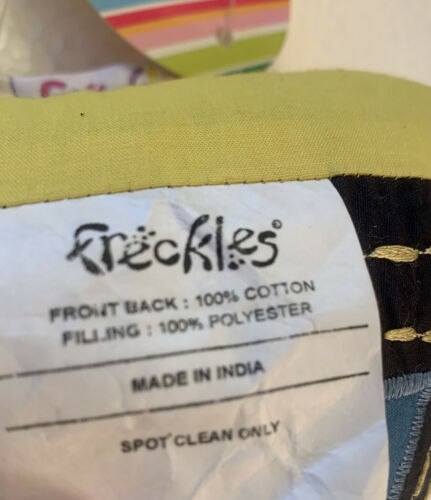 Freckles®
FRONT BACK : 100% COTTON
FILLING : 100% POLYESTER
MADE IN INDIA
SPOT CLEAN ONLY